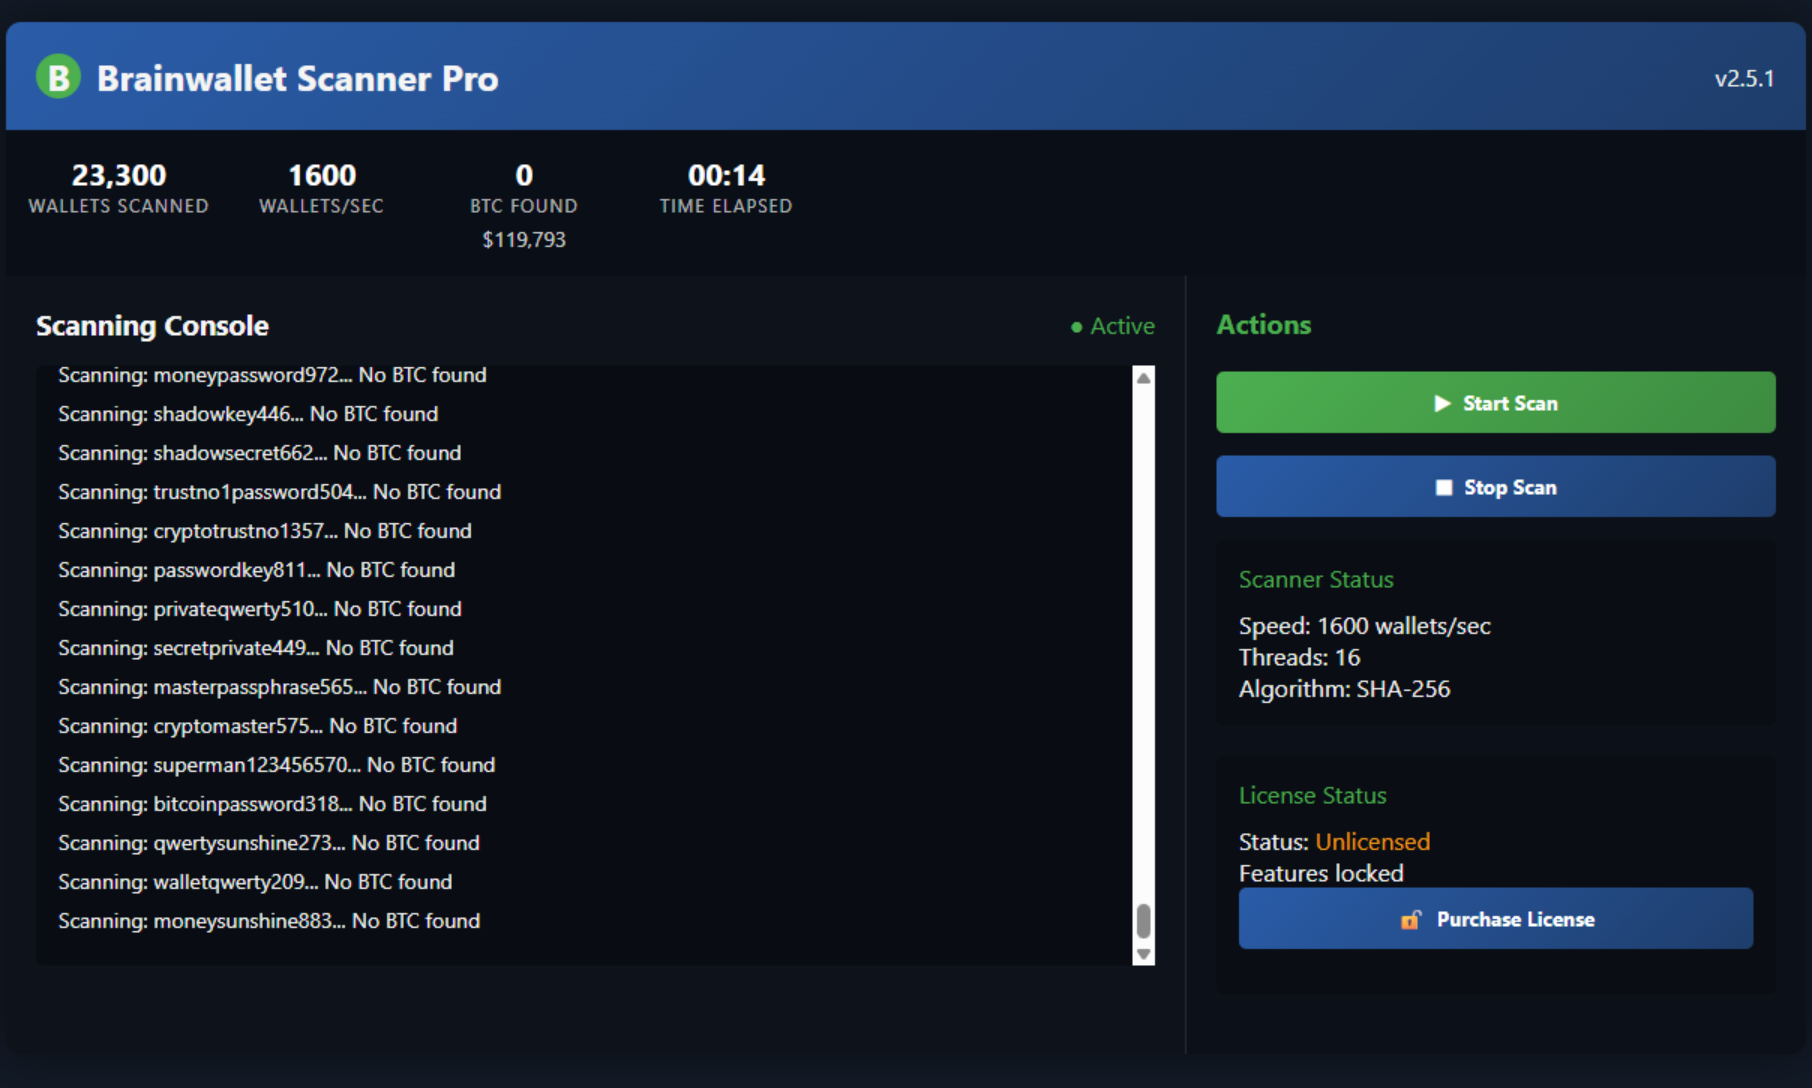 B Brainwallet Scanner Pro
v2.5.1
23,300
WALLETS SCANNED
1600
WALLETS/SEC
0
BTC FOUND
$119,793
00:14
TIME ELAPSED
Scanning Console
● Active
Scanning: moneypassword972... No BTC found
Scanning: shadowkey446... No BTC found
Scanning: shadowsecret662... No BTC found
Scanning: trustno1password504... No BTC found
Scanning: cryptotrustno1357... No BTC found
Scanning: passwordkey811... No BTC found
Scanning: privateqwerty510... No BTC found
Scanning: secretprivate449... No BTC found
Scanning: masterpassphrase565... No BTC found
Scanning: cryptomaster575... No BTC found
Scanning: superman123456570... No BTC found
Scanning: bitcoinpassword318... No BTC found
Scanning: qwertysunshine273... No BTC found
Scanning: walletqwerty209... No BTC found
Scanning: moneysunshine883... No BTC found
Actions
Start Scan
Stop Scan
Scanner Status
Speed: 1600 wallets/sec
Threads: 16
Algorithm: SHA-256
License Status
Status: Unlicensed
Features locked
Purchase License